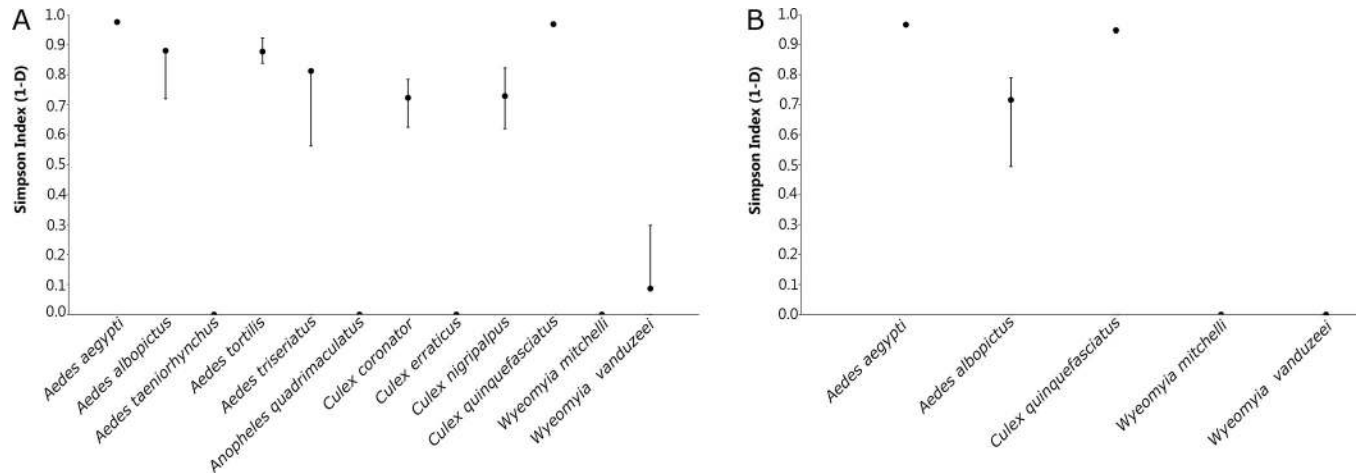 A
Simpson Index (1-D)
1.0
0.9
0.8
0.7
0.6
0.5
0.4
0.3
0.2
0.1
0.0
Aedes aegypti
Aedes albopictus
Aedes taeniorhynchus
Aedes tortilis
Aedes triseriatus
Anopheles quadrimaculatus
Culex coronator
Culex erraticus
Culex nigripalpus
Culex quinquefasciatus
Wyeomyia mitchelli
Wyeomyia vanduzeei
B
Simpson Index (1-D)
1.0
0.9
0.8
0.7
0.6
0.5
0.4
0.3
0.2
0.1
0.0
Aedes aegypti
Aedes albopictus
Culex quinquefasciatus
Wyeomyia mitchelli
Wyeomyia vanduzeei